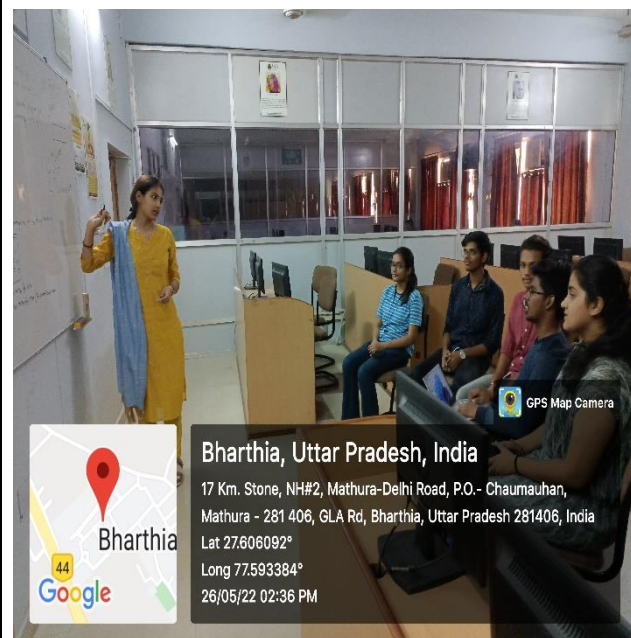 GPS Map Camera
Bharthia, Uttar Pradesh, India
17 Km. Stone, NH#2, Mathura-Delhi Road, P.O.- Chaumauhan,
Mathura - 281 406, GLA Rd, Bharthia, Uttar Pradesh 281406, India
Lat 27.606092°
Long 77.593384°
26/05/22 02:36 PM
Bharthia
44
Google